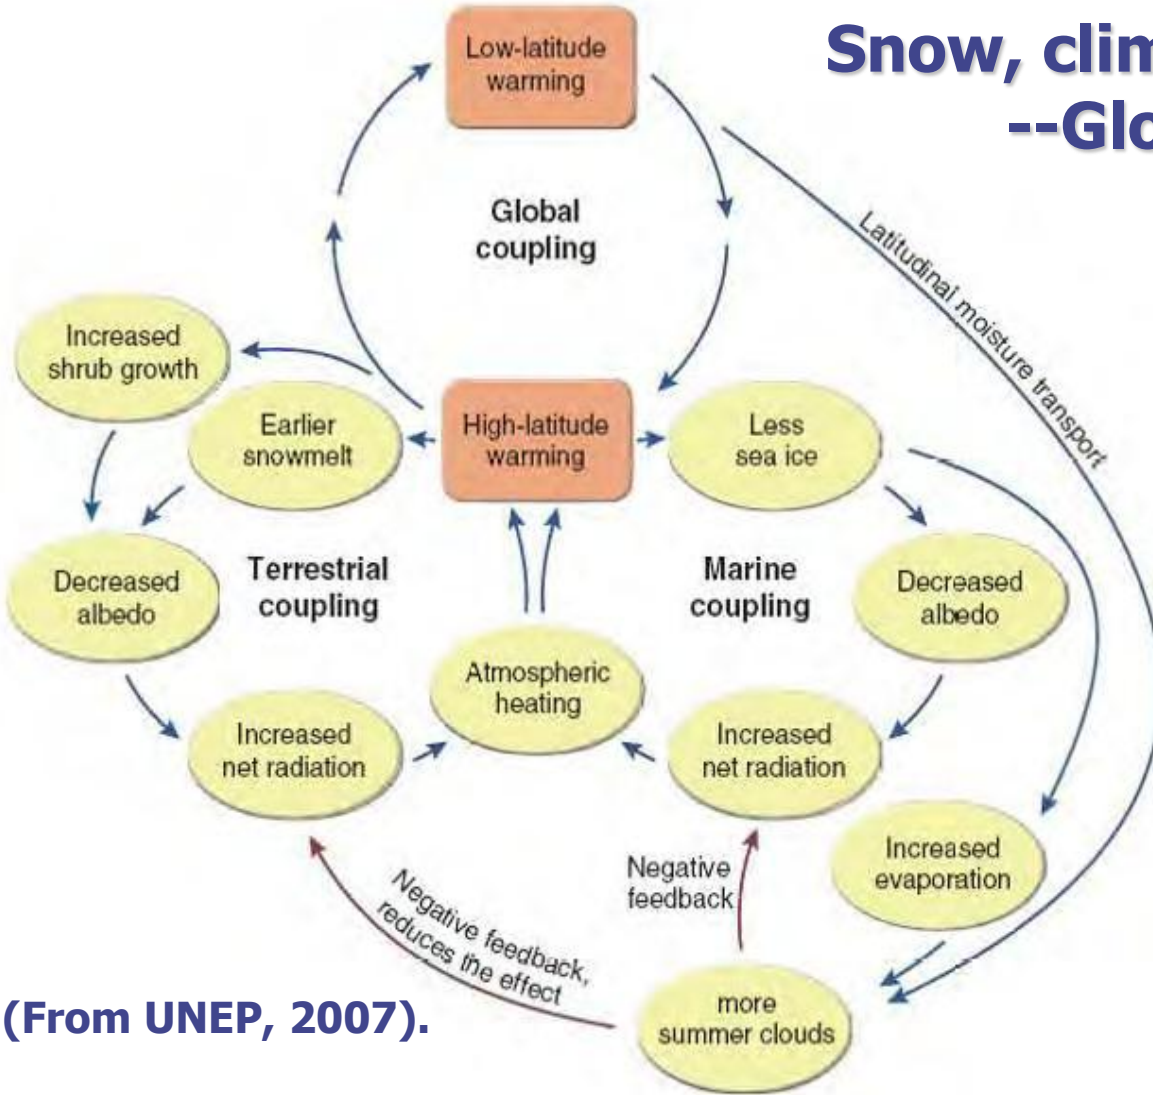 Snow, clim
--Glo
Low-latitude
warming
Global
coupling
Latitudinal moisture transport
Increased
shrub growth
Earlier
snowmelt
High-latitude
warming
Less
sea ice
Decreased
albedo
Terrestrial
coupling
Marine
coupling
Decreased
albedo
Atmospheric
heating
Increased
net radiation
Increased
net radiation
Increased
evaporation
Negative
feedback
Negative feedback,
reduces the effect
more
summer clouds
(From UNEP, 2007).